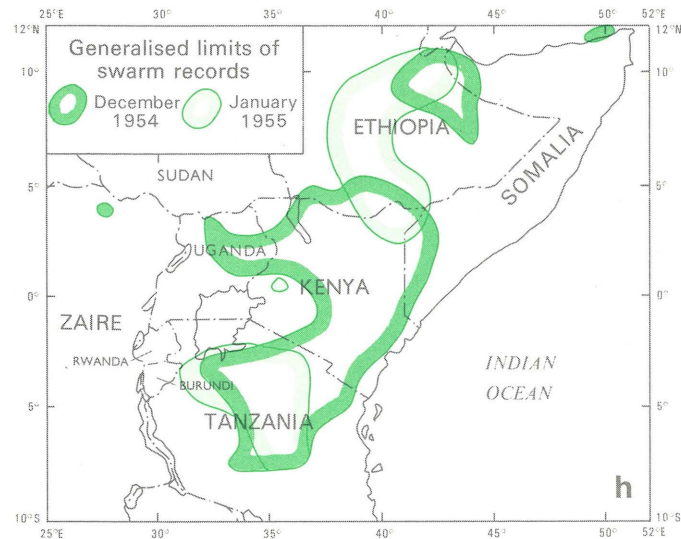 25°E 30° 35° 40° 45° 50° 52°E
12°N 12°N
Generalised limits of
swarm records
December
1954
January
1955
10° 10°
ETHIOPIA
SOMALIA
SUDAN
5° 5°
UGANDA
KENYA
0° 0°
ZAIRE
RWANDA
BURUNDI
INDIAN
OCEAN
5° 5°
TANZANIA
h
10°S 10°S
25°E 30° 35° 40° 45° 50° 52°E